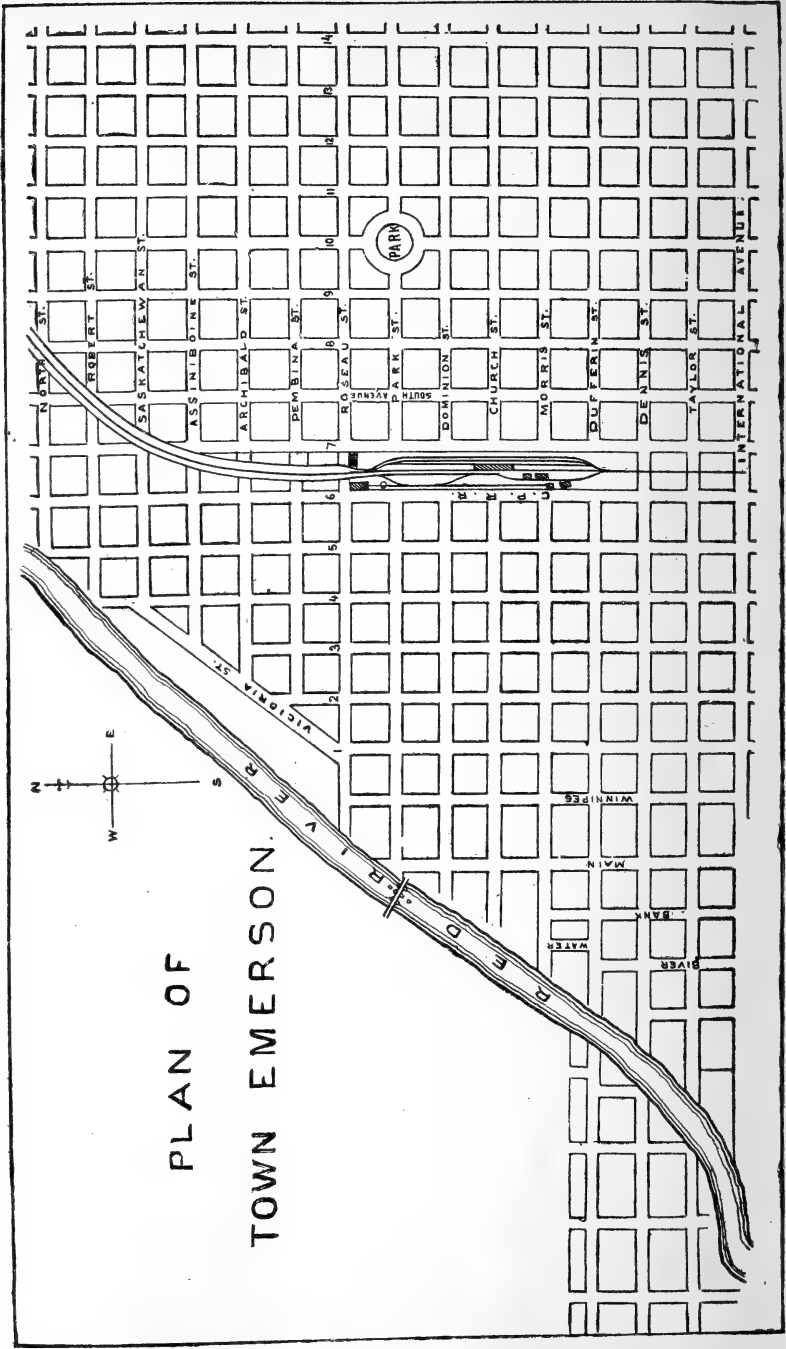 PLAN OF
TOWN EMERSON.
N
W
E
S
RED RIVER
VICTORIA ST.
NORTH ST.
ROBERT ST.
SASKATCHEWAN ST.
ASSINIBOINE ST.
ARCHIBALD ST.
PEMBINA ST.
ROSEAU ST.
PARK ST.
DOMINION ST.
CHURCH ST.
MORRIS ST.
DUFFERIN ST.
DENNIS ST.
TAYLOR ST.
INTERNATIONAL AVENUE.
SOUTH AVENUE
PARK
1
2
3
4
5
6
7
8
9
10
11
12
13
14
WINNIPEG
MAIN
BANK
WATER
RIVER